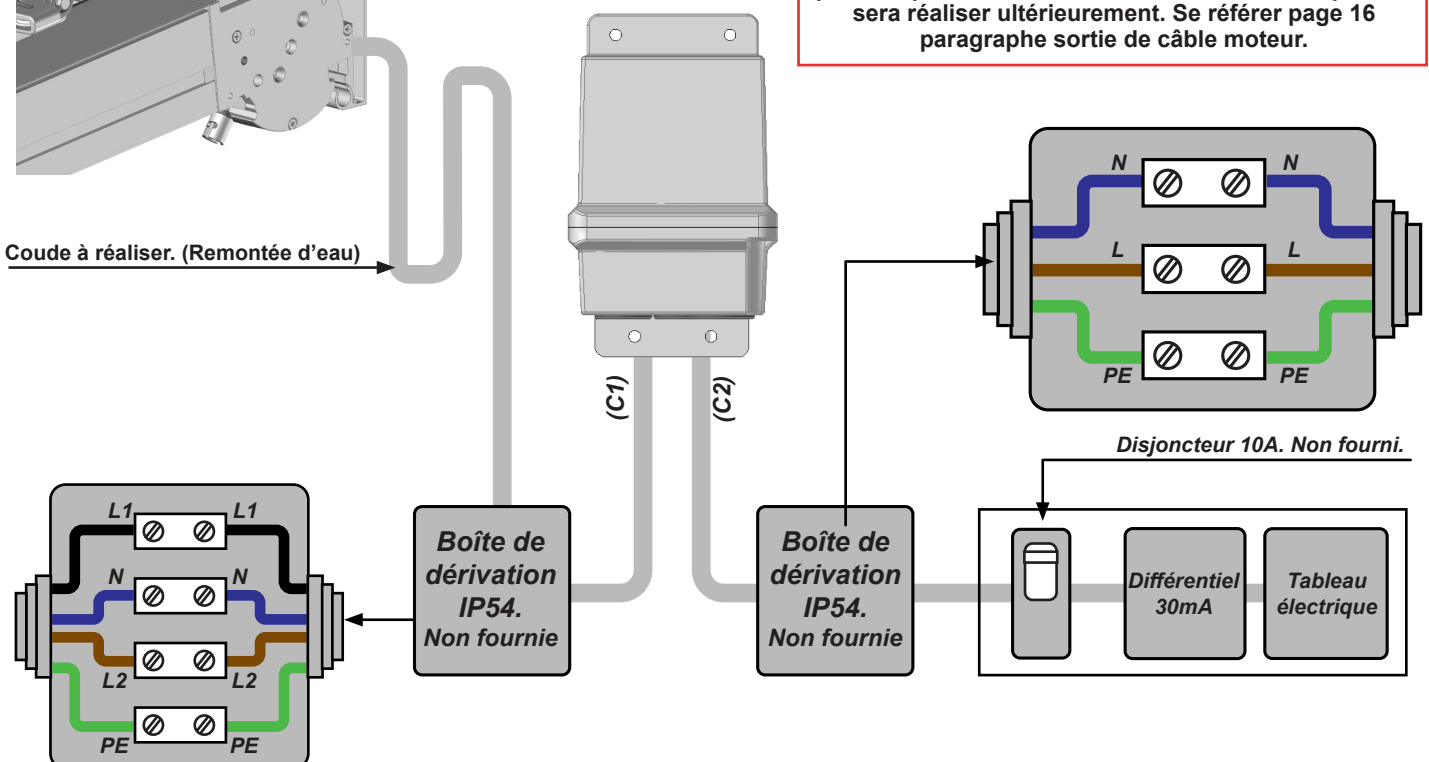 sera réaliser ultérieurement. Se référer page 16
paragraphe sortie de câble moteur.
Coude à réaliser. (Remontée d'eau)
(C1)
(C2)
N N
L L
PE PE
Disjoncteur 10A. Non fourni.
L1 L1
N N
L2 L2
PE PE
Boîte de
dérivation
IP54.
Non fournie
Boîte de
dérivation
IP54.
Non fournie
Différentiel
30mA
Tableau
électrique